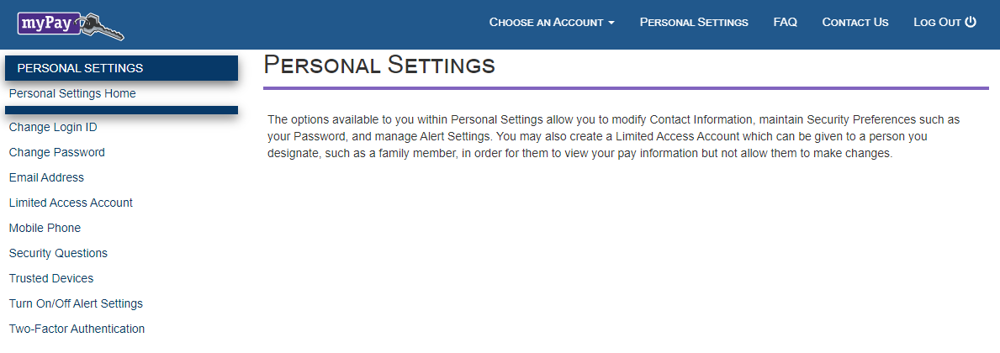 myPay
Choose an Account
Personal Settings
FAQ
Contact Us
Log Out
PERSONAL SETTINGS
Personal Settings Home
Change Login ID
Change Password
Email Address
Limited Access Account
Mobile Phone
Security Questions
Trusted Devices
Turn On/Off Alert Settings
Two-Factor Authentication
Personal Settings
The options available to you within Personal Settings allow you to modify Contact Information, maintain Security Preferences such as
your Password, and manage Alert Settings. You may also create a Limited Access Account which can be given to a person you
designate, such as a family member, in order for them to view your pay information but not allow them to make changes.